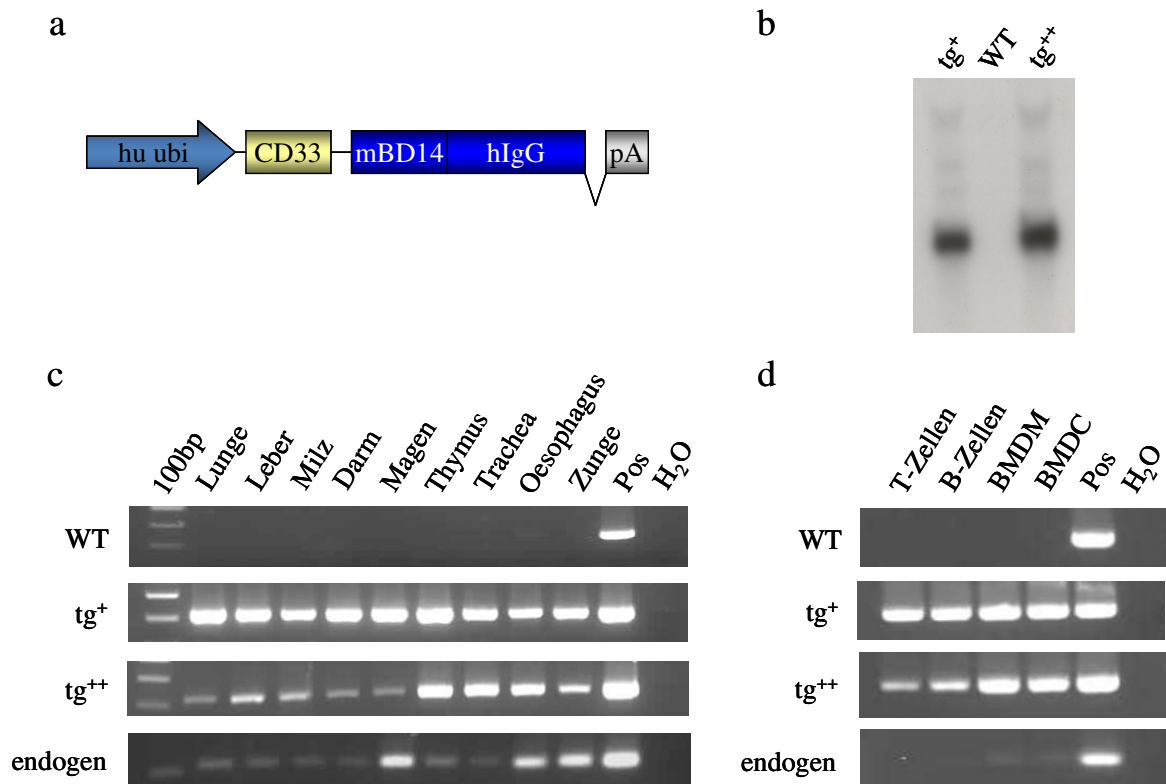 a
hu ubi CD33 mBD14 hIgG pA
b
tg⁺ WT tg⁺⁺
c
100bp Lunge Leber Milz Darm Magen Thymus Trachea Oesophagus Zunge Pos H₂O
WT
tg⁺
tg⁺⁺
endogen
d
T-Zellen B-Zellen BMDM BMDC Pos H₂O
WT
tg⁺
tg⁺⁺
endogen